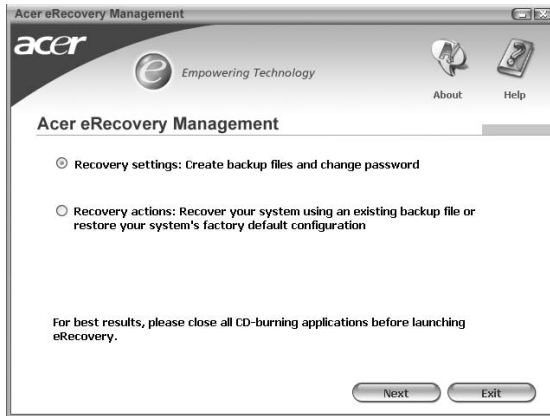 Acer eRecovery Management
acer
e Empowering Technology
About Help
Acer eRecovery Management
Recovery settings: Create backup files and change password
Recovery actions: Recover your system using an existing backup file or
restore your system's factory default configuration
For best results, please close all CD-burning applications before launching
eRecovery.
Next Exit